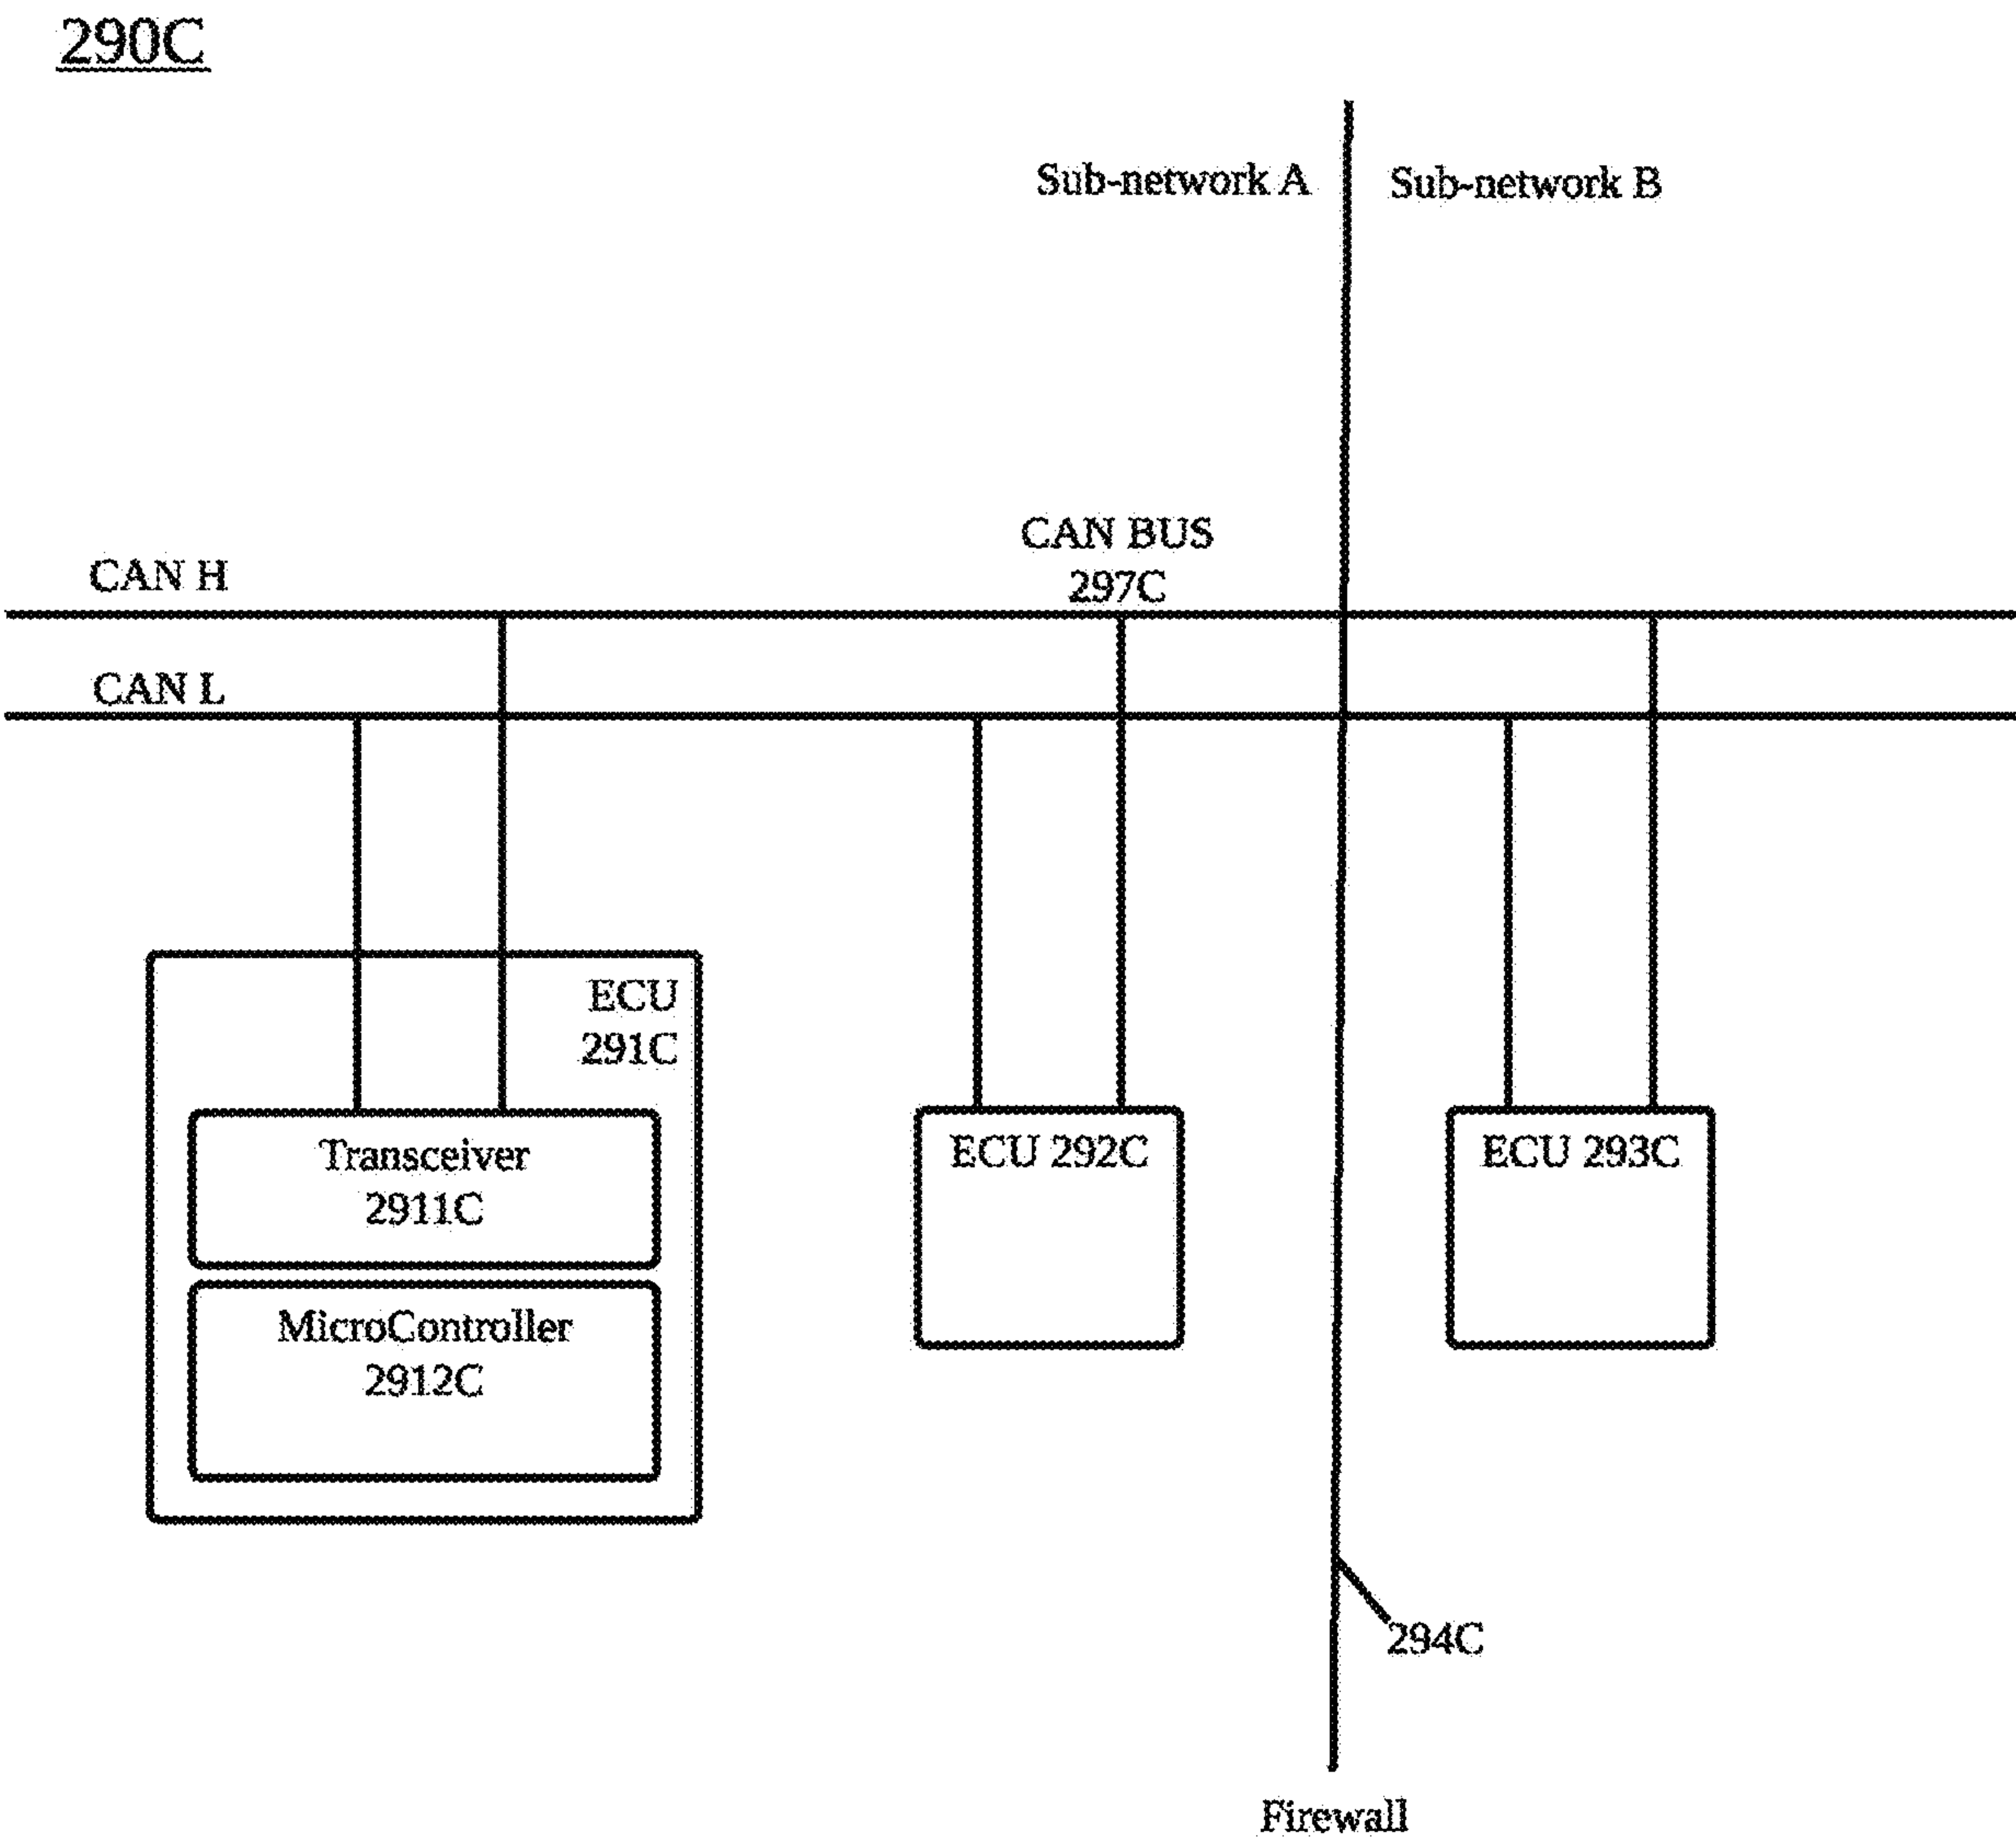 290C
Sub-network A
Sub-network B
CAN BUS
297C
CAN H
CAN L
ECU
291C
Transceiver
2911C
MicroController
2912C
ECU 292C
ECU 293C
294C
Firewall